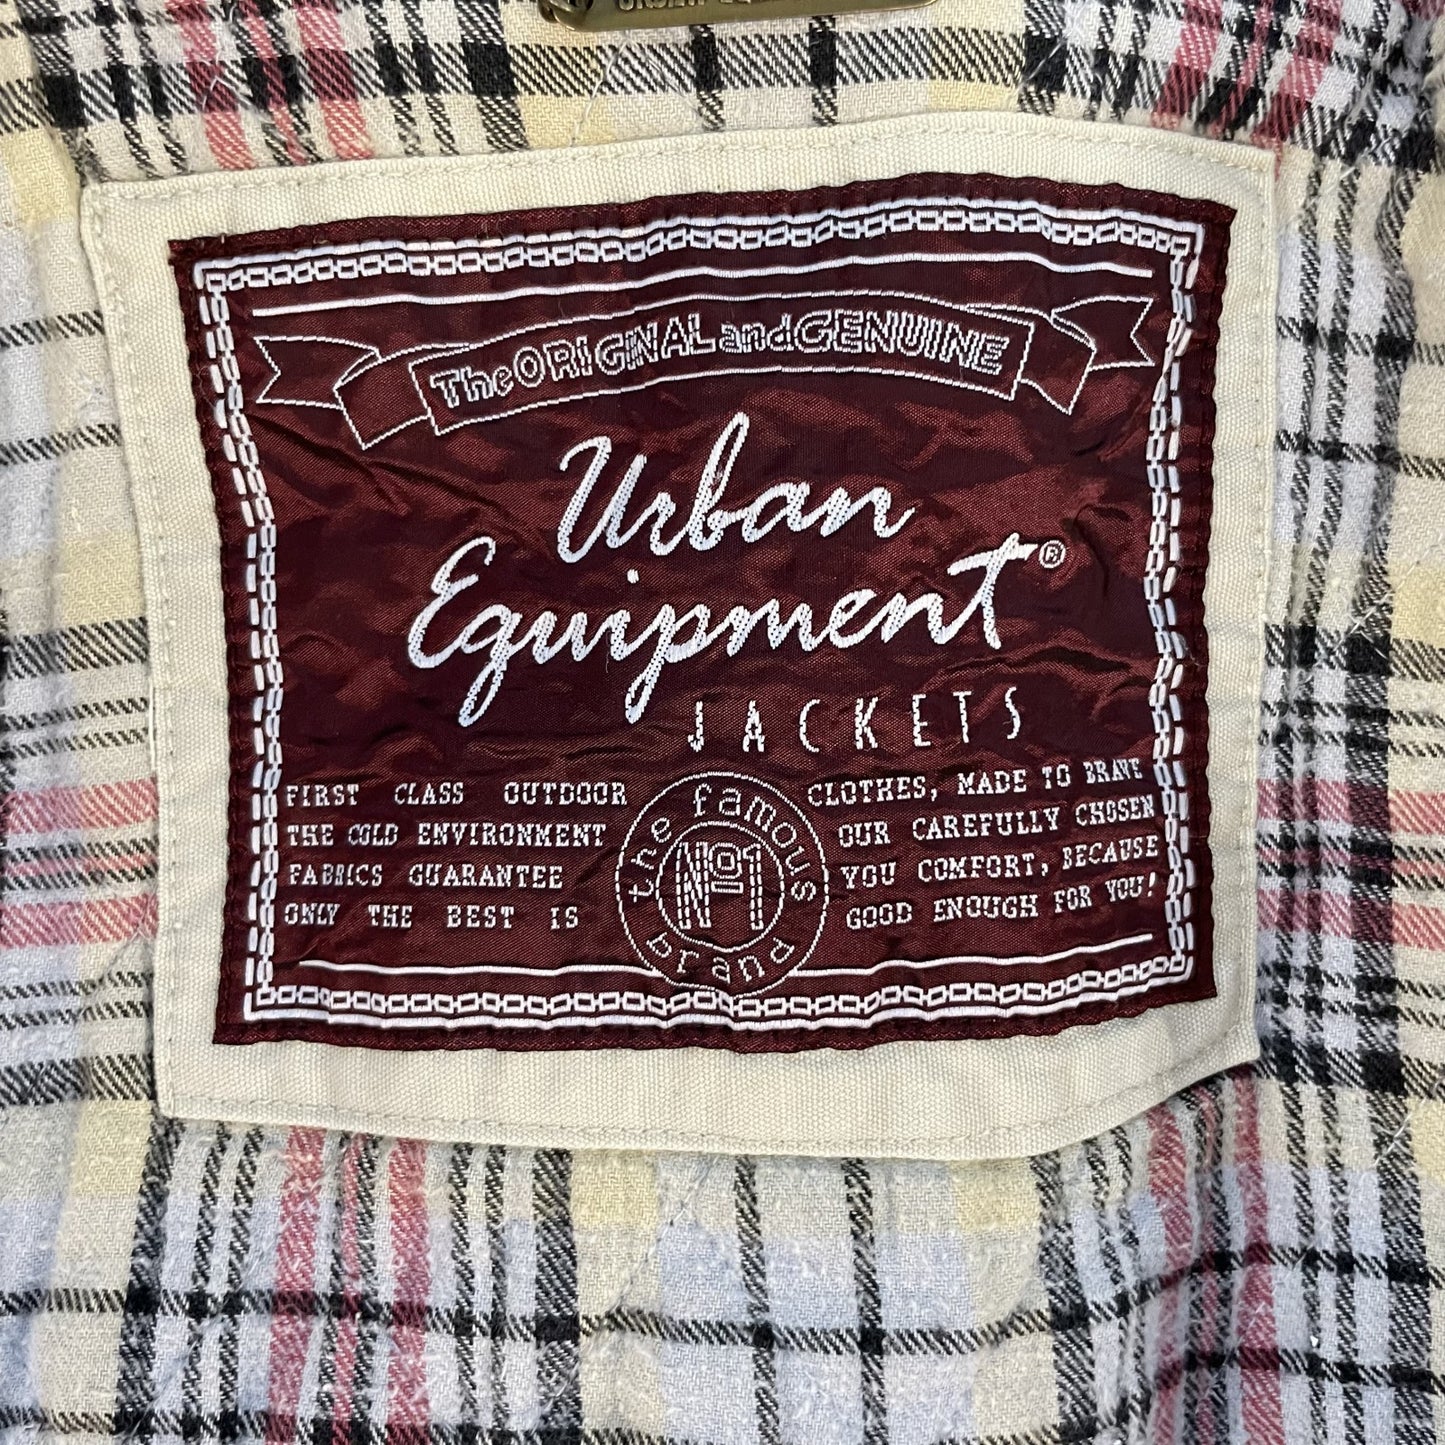 The ORIGINAL and GENUINE
Urban
Equipment®
JACKETS
FIRST CLASS OUTDOOR CLOTHES, MADE TO BRAVE
THE COLD ENVIRONMENT OUR CAREFULLY CHOSEN
FABRICS GUARANTEE YOU COMFORT, BECAUSE
ONLY THE BEST IS GOOD ENOUGH FOR YOU!
the famous
Nº1
brand